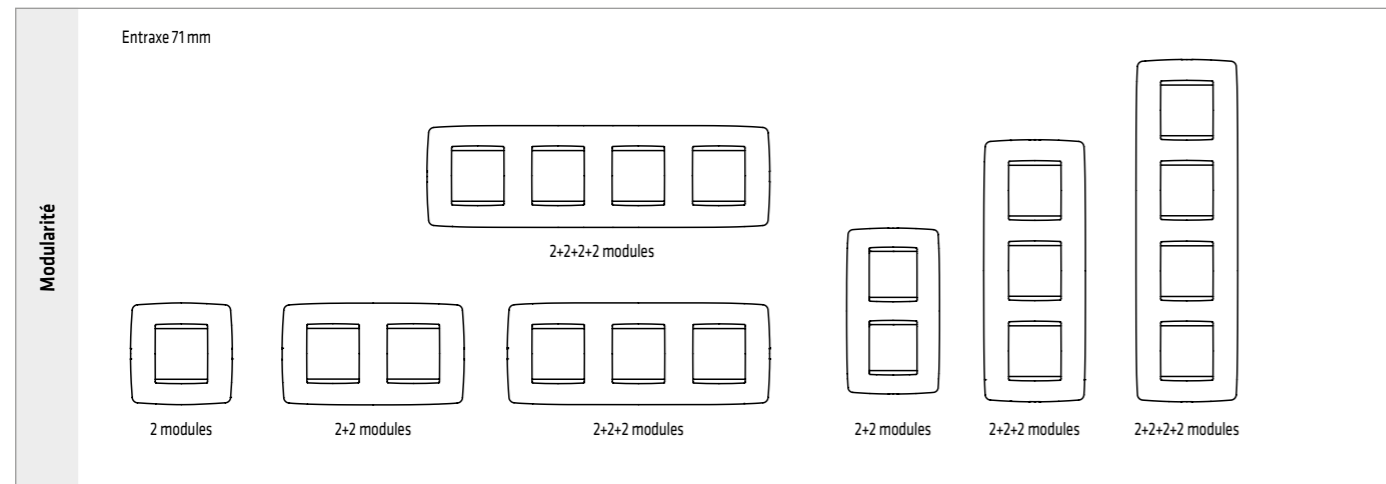 Modularité
Entraxe 71 mm
2+2+2+2 modules
2 modules
2+2 modules
2+2+2 modules
2+2 modules
2+2+2 modules
2+2+2+2 modules